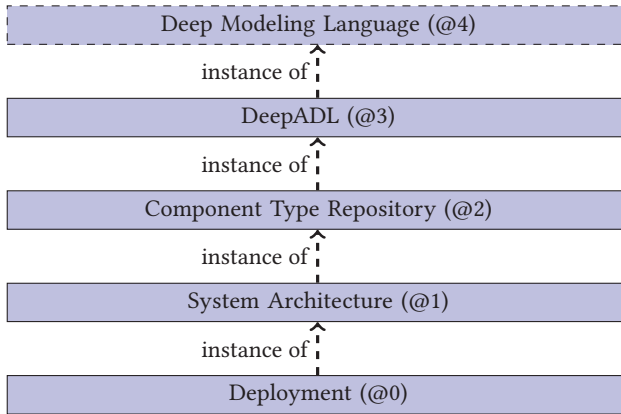 Deep Modeling Language (@4)
instance of
DeepADL (@3)
instance of
Component Type Repository (@2)
instance of
System Architecture (@1)
instance of
Deployment (@0)